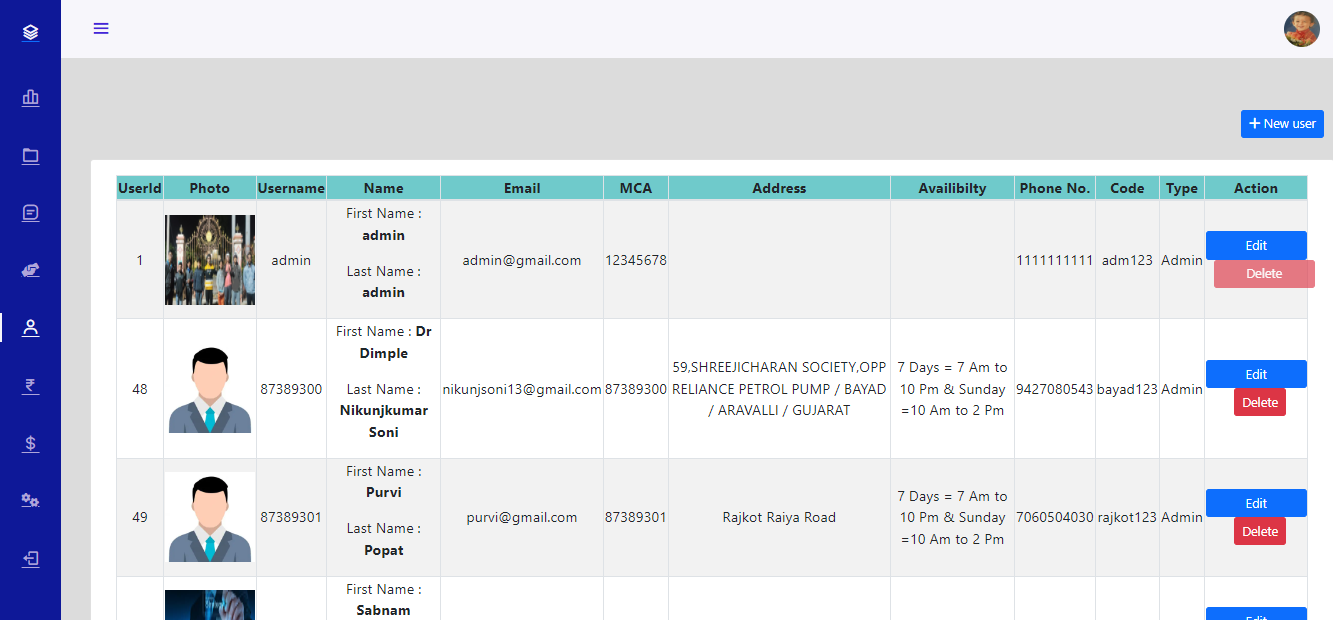 + New user
UserId Photo Username Name Email MCA Address Availibilty Phone No. Code Type Action
1 admin First Name : admin Last Name : admin admin@gmail.com 12345678 1111111111 adm123 Admin Edit Delete
48 87389300 First Name : Dr Dimple Last Name : Nikunjkumar Soni nikunjsoni13@gmail.com 87389300 59,SHREEJICHARAN SOCIETY,OPP RELIANCE PETROL PUMP / BAYAD / ARAVALLI / GUJARAT 7 Days = 7 Am to 10 Pm & Sunday =10 Am to 2 Pm 9427080543 bayad123 Admin Edit Delete
49 87389301 First Name : Purvi Last Name : Popat purvi@gmail.com 87389301 Rajkot Raiya Road 7 Days = 7 Am to 10 Pm & Sunday =10 Am to 2 Pm 7060504030 rajkot123 Admin Edit Delete
First Name : Sabnam Edit